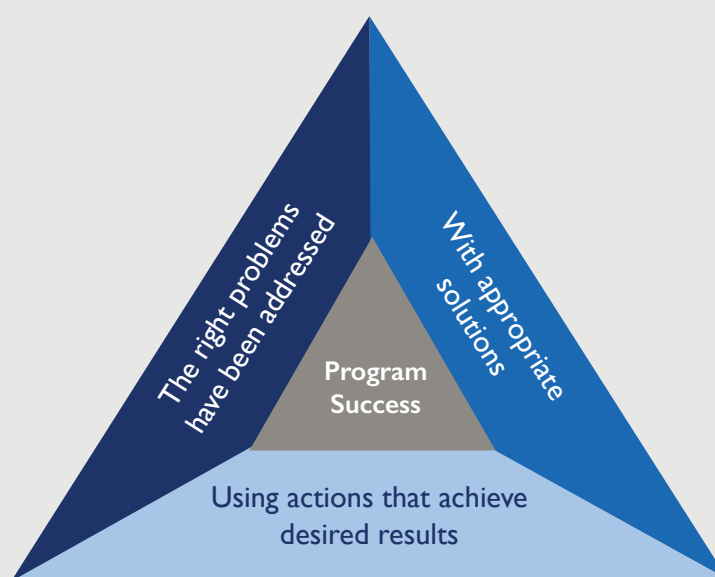 The right problems
have been addressed
With appropriate
solutions
Program
Success
Using actions that achieve
desired results